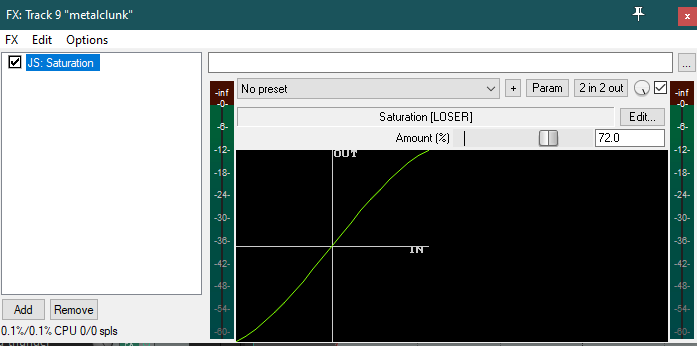 FX: Track 9 "metalclunk"
x
FX Edit Options
JS: Saturation
...
No preset
+ Param 2 in 2 out
-inf -inf
Saturation [LOSER] Edit...
Amount (%) 72.0
-0- -0-
-6- -6-
-12- -12-
-18- -18-
-24- -24-
-30- -30-
-36- -36-
-42- -42-
-48- -48-
-54- -54-
-60- -60-
OUT
IN
Add Remove
0.1%/0.1% CPU 0/0 spls